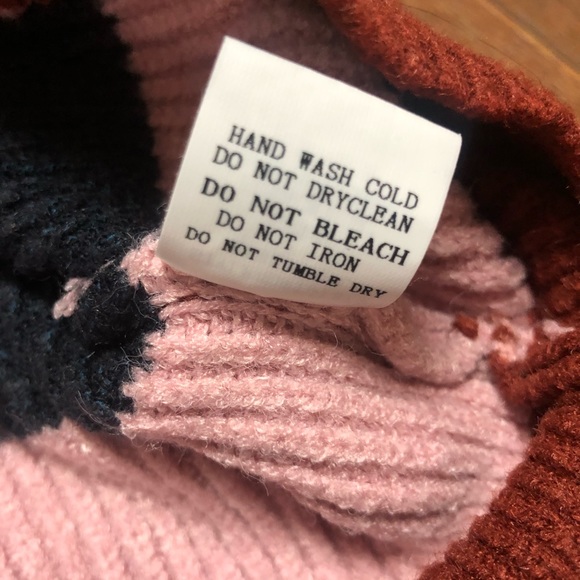 HAND WASH COLD
DO NOT DRYCLEAN
DO NOT BLEACH
DO NOT IRON
DO NOT TUMBLE DRY